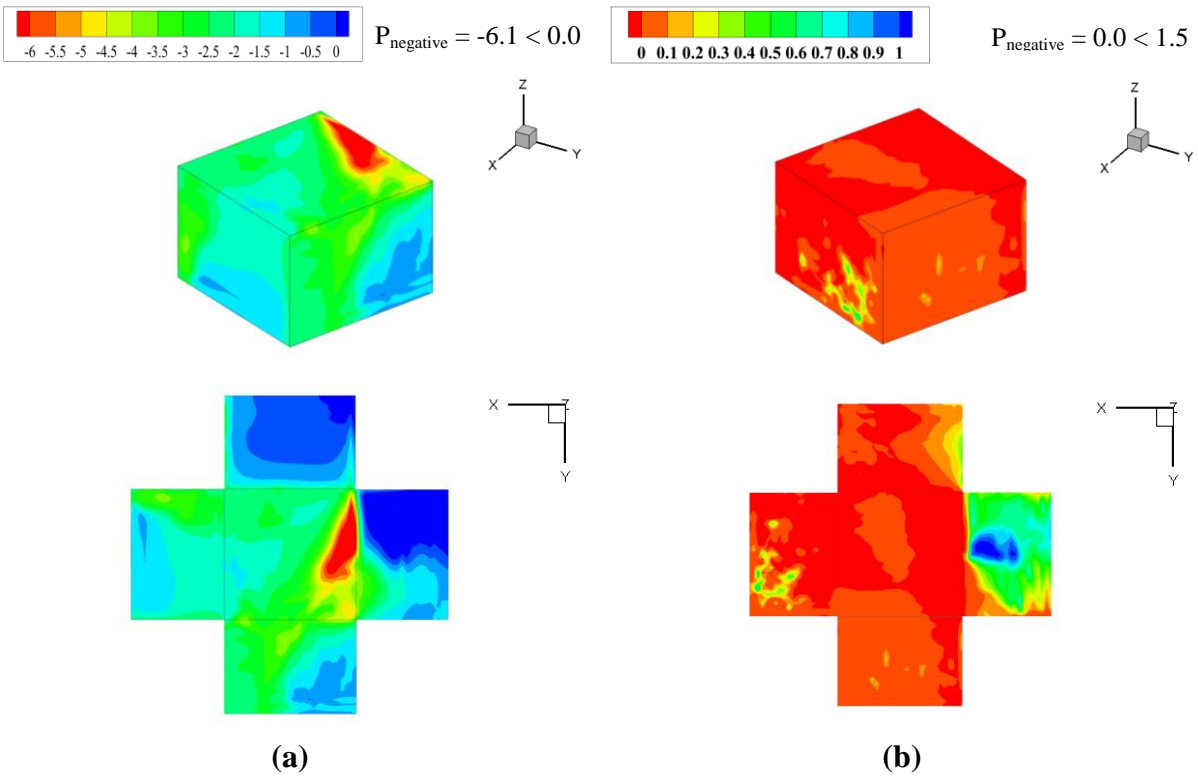 -6 -5.5 -5 -4.5 -4 -3.5 -3 -2.5 -2 -1.5 -1 -0.5 0
Pnegative = -6.1 < 0.0
0 0.1 0.2 0.3 0.4 0.5 0.6 0.7 0.8 0.9 1
Pnegative = 0.0 < 1.5
Z
X
Y
Z
X
Y
X
Z
Y
X
Z
Y
(a)
(b)